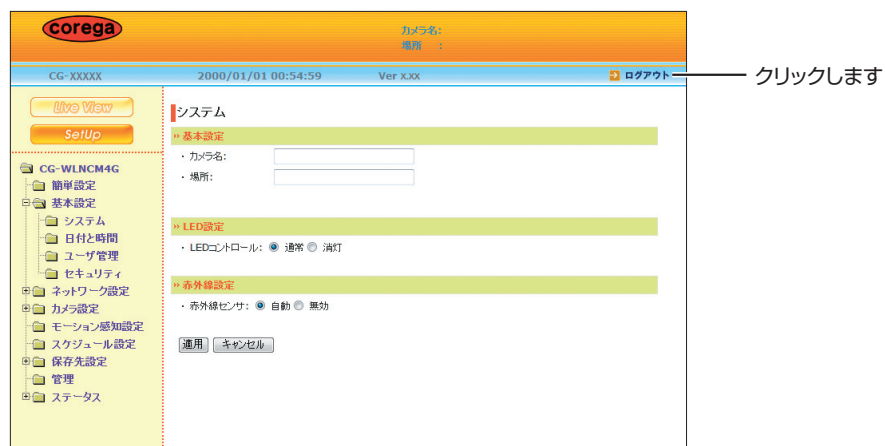 corega
カメラ名:
場所 :
CG-XXXXX 2000/01/01 00:54:59 Ver x.xx ログアウト
クリックします
Live View
SetUp
CG-WLNCM4G
簡単設定
基本設定
システム
日付と時間
ユーザ管理
セキュリティ
ネットワーク設定
カメラ設定
モーション感知設定
スケジュール設定
保存先設定
管理
ステータス
システム
» 基本設定
・ カメラ名:
・ 場所:
» LED設定
・ LEDコントロール: 通常 消灯
» 赤外線設定
・ 赤外線センサ: 自動 無効
適用 キャンセル